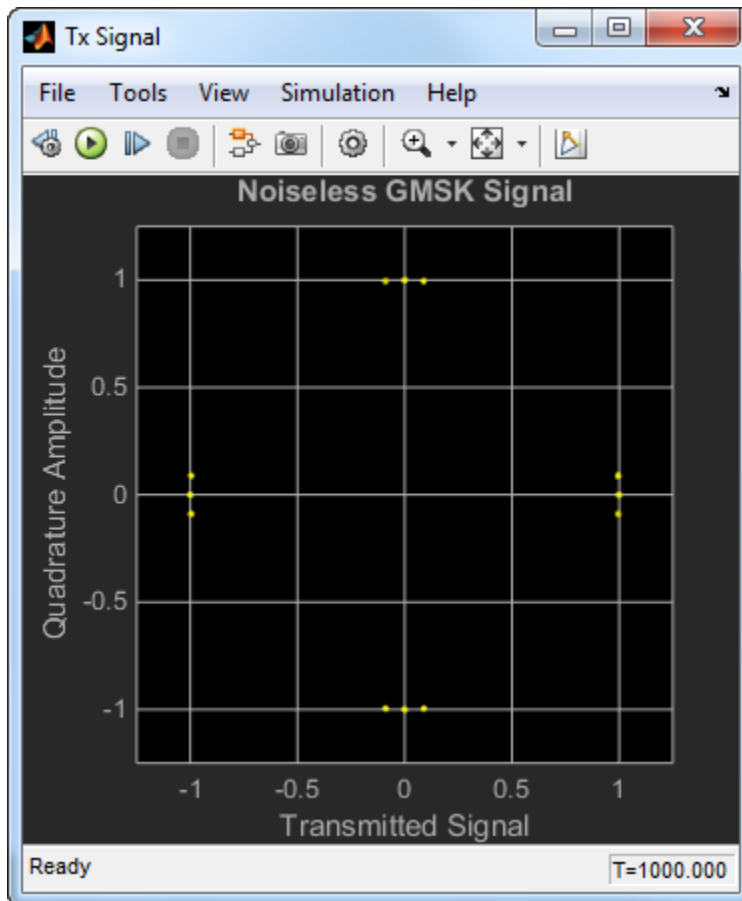 Tx Signal
File Tools View Simulation Help
Noiseless GMSK Signal
1
0.5
0
-0.5
-1
Quadrature Amplitude
-1 -0.5 0 0.5 1
Transmitted Signal
Ready T=1000.000